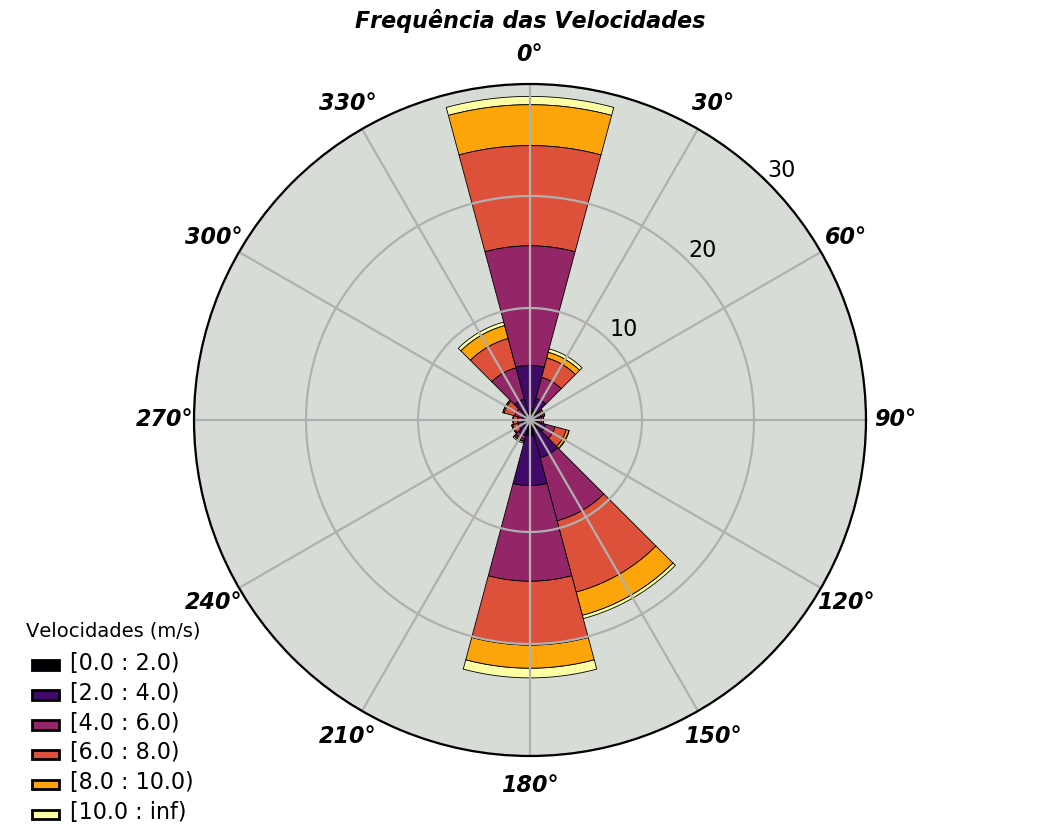 Frequência das Velocidades
0°
330°
30°
30
300°
60°
20
10
270°
90°
240°
120°
210°
150°
180°
Velocidades (m/s)
[0.0 : 2.0)
[2.0 : 4.0)
[4.0 : 6.0)
[6.0 : 8.0)
[8.0 : 10.0)
[10.0 : inf)